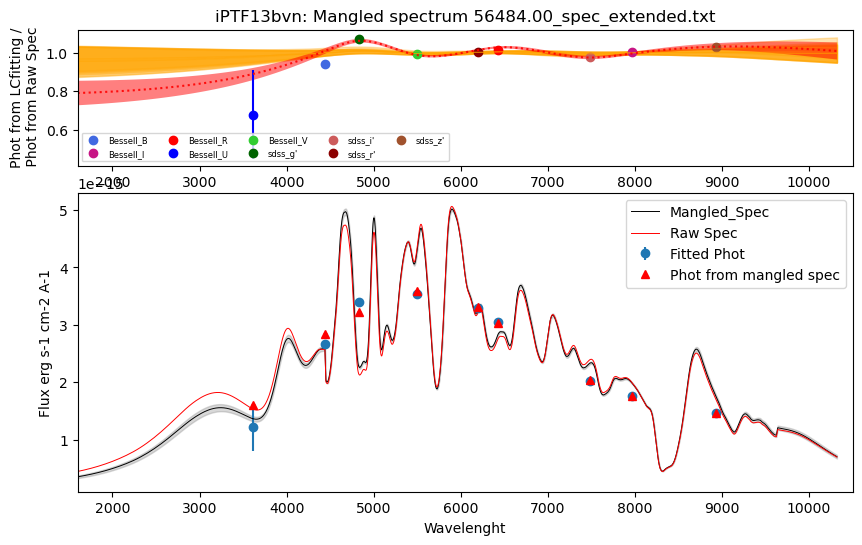 iPTF13bvn: Mangled spectrum 56484.00_spec_extended.txt
Phot from LCfitting /
Phot from Raw Spec
1.0
0.8
0.6
Bessell_B Bessell_R Bessell_V sdss_i' sdss_z'
Bessell_I Bessell_U sdss_g' sdss_r'
2000 3000 4000 5000 6000 7000 8000 9000 10000
1e−15
Flux erg s-1 cm-2 A-1
5
4
3
2
1
Mangled_Spec
Raw Spec
Fitted Phot
Phot from mangled spec
2000 3000 4000 5000 6000 7000 8000 9000 10000
Wavelenght